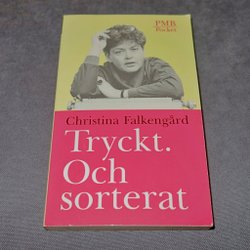 PMB
Pocket
Christina Falkengård
Tryckt.
Och
sorterat